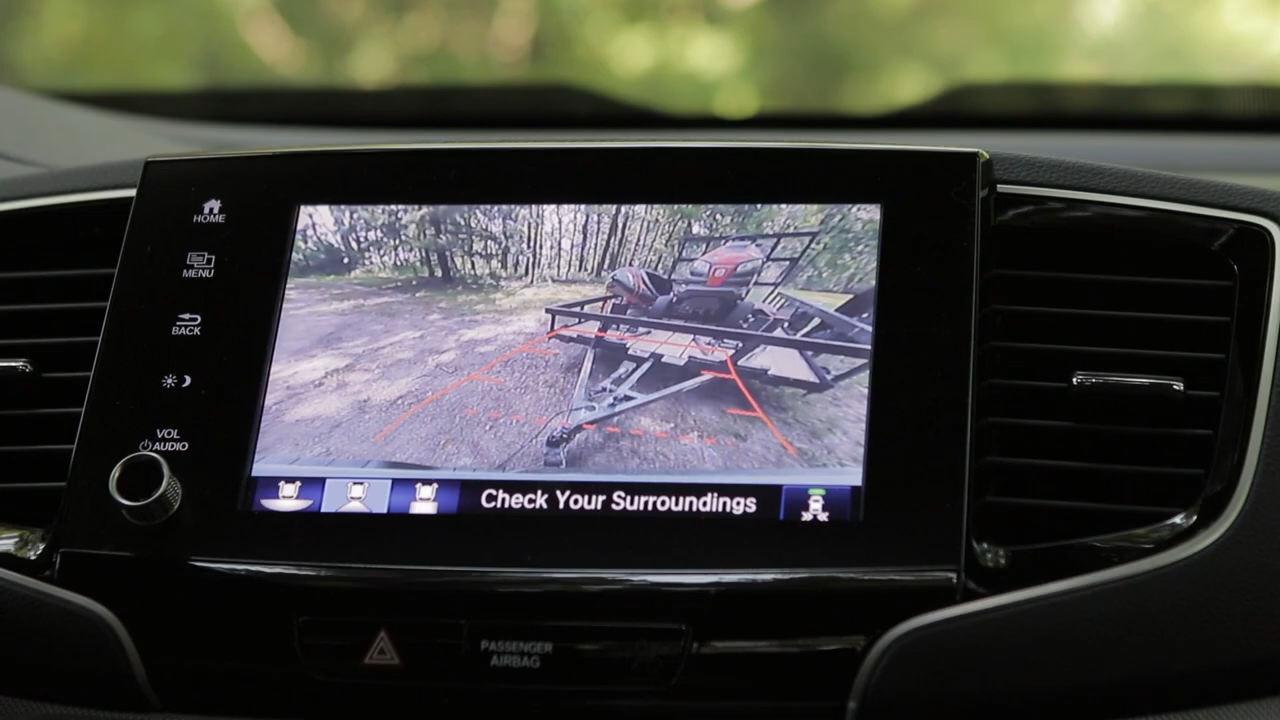 HOME
MENU
BACK
VOL
AUDIO
Check Your Surroundings
PASSENGER
AIRBAG